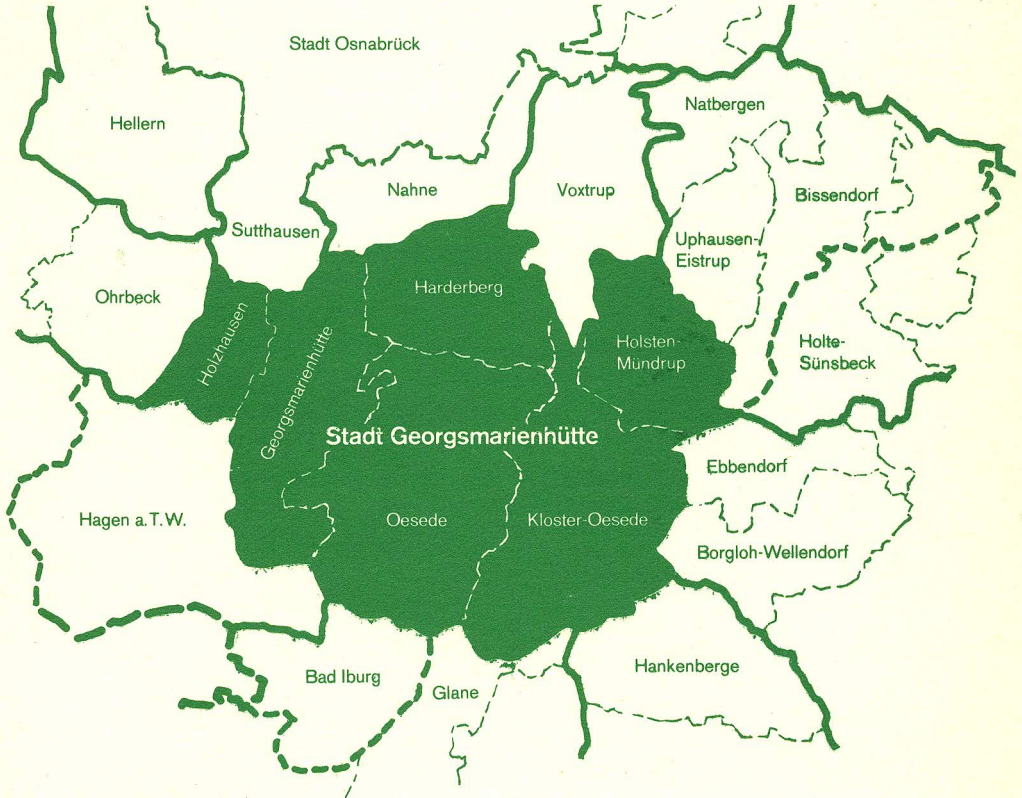 Stadt Osnabrück
Hellern
Natbergen
Nahne
Voxtrup
Bissendorf
Sutthausen
Uphausen-
Eistrup
Ohrbeck
Harderberg
Holzhausen
Georgsmarienhütte
Holsten-
Mündrup
Holte-
Sünsbeck
Stadt Georgsmarienhütte
Ebbendorf
Hagen a.T.W.
Oesede
Kloster-Oesede
Borgloh-Wellendorf
Bad Iburg
Glane
Hankenberge